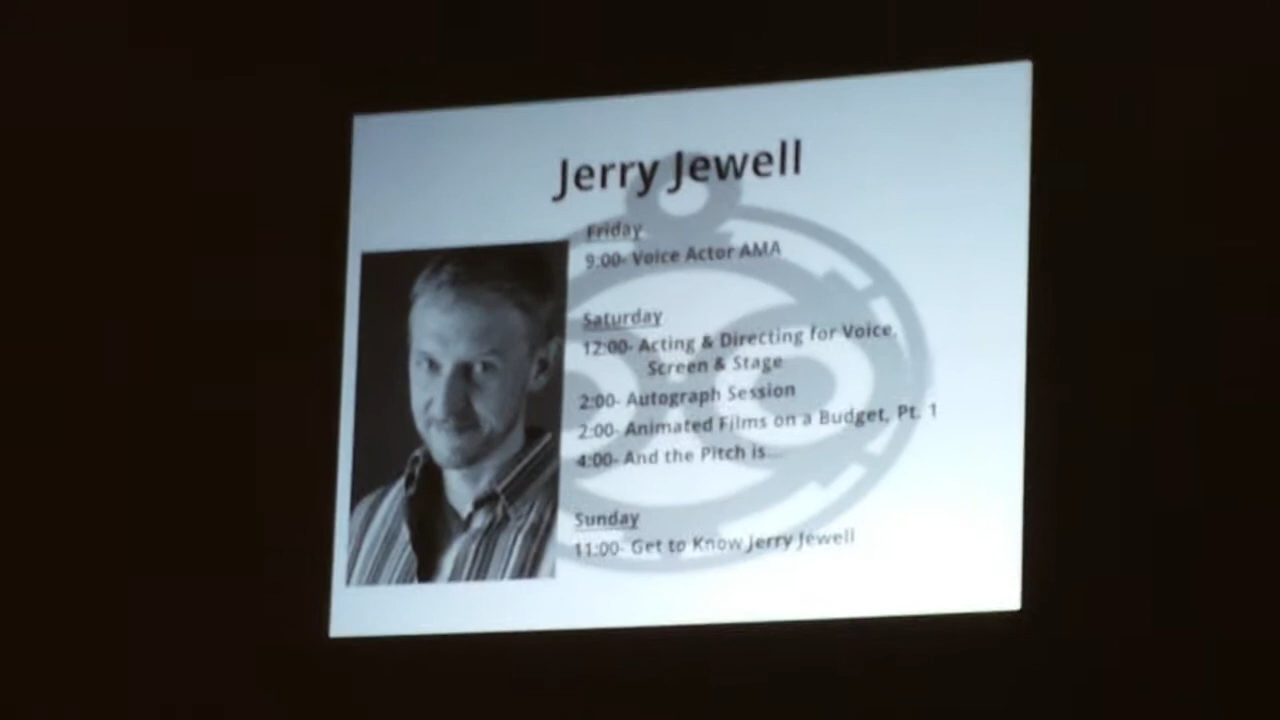 Jerry Jewell
Friday
9:00- Voice Actor AMA
Saturday
12:00- Acting & Directing for Voice,
Screen & Stage
2:00- Autograph Session
2:00- Animated Films on a Budget, Pt. 1
4:00- And the Pitch is...
Sunday
11:00- Get to Know Jerry Jewell